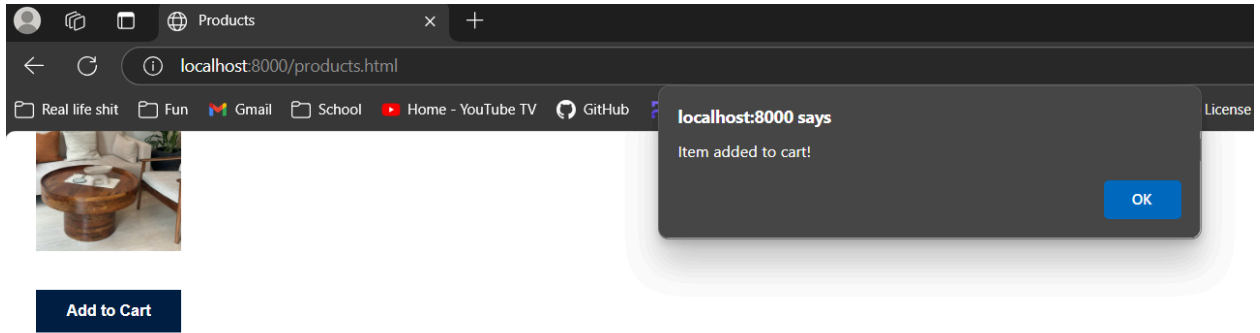 Products
localhost:8000/products.html
Real life shit Fun Gmail School Home - YouTube TV GitHub License
localhost:8000 says
Item added to cart!
OK
Add to Cart